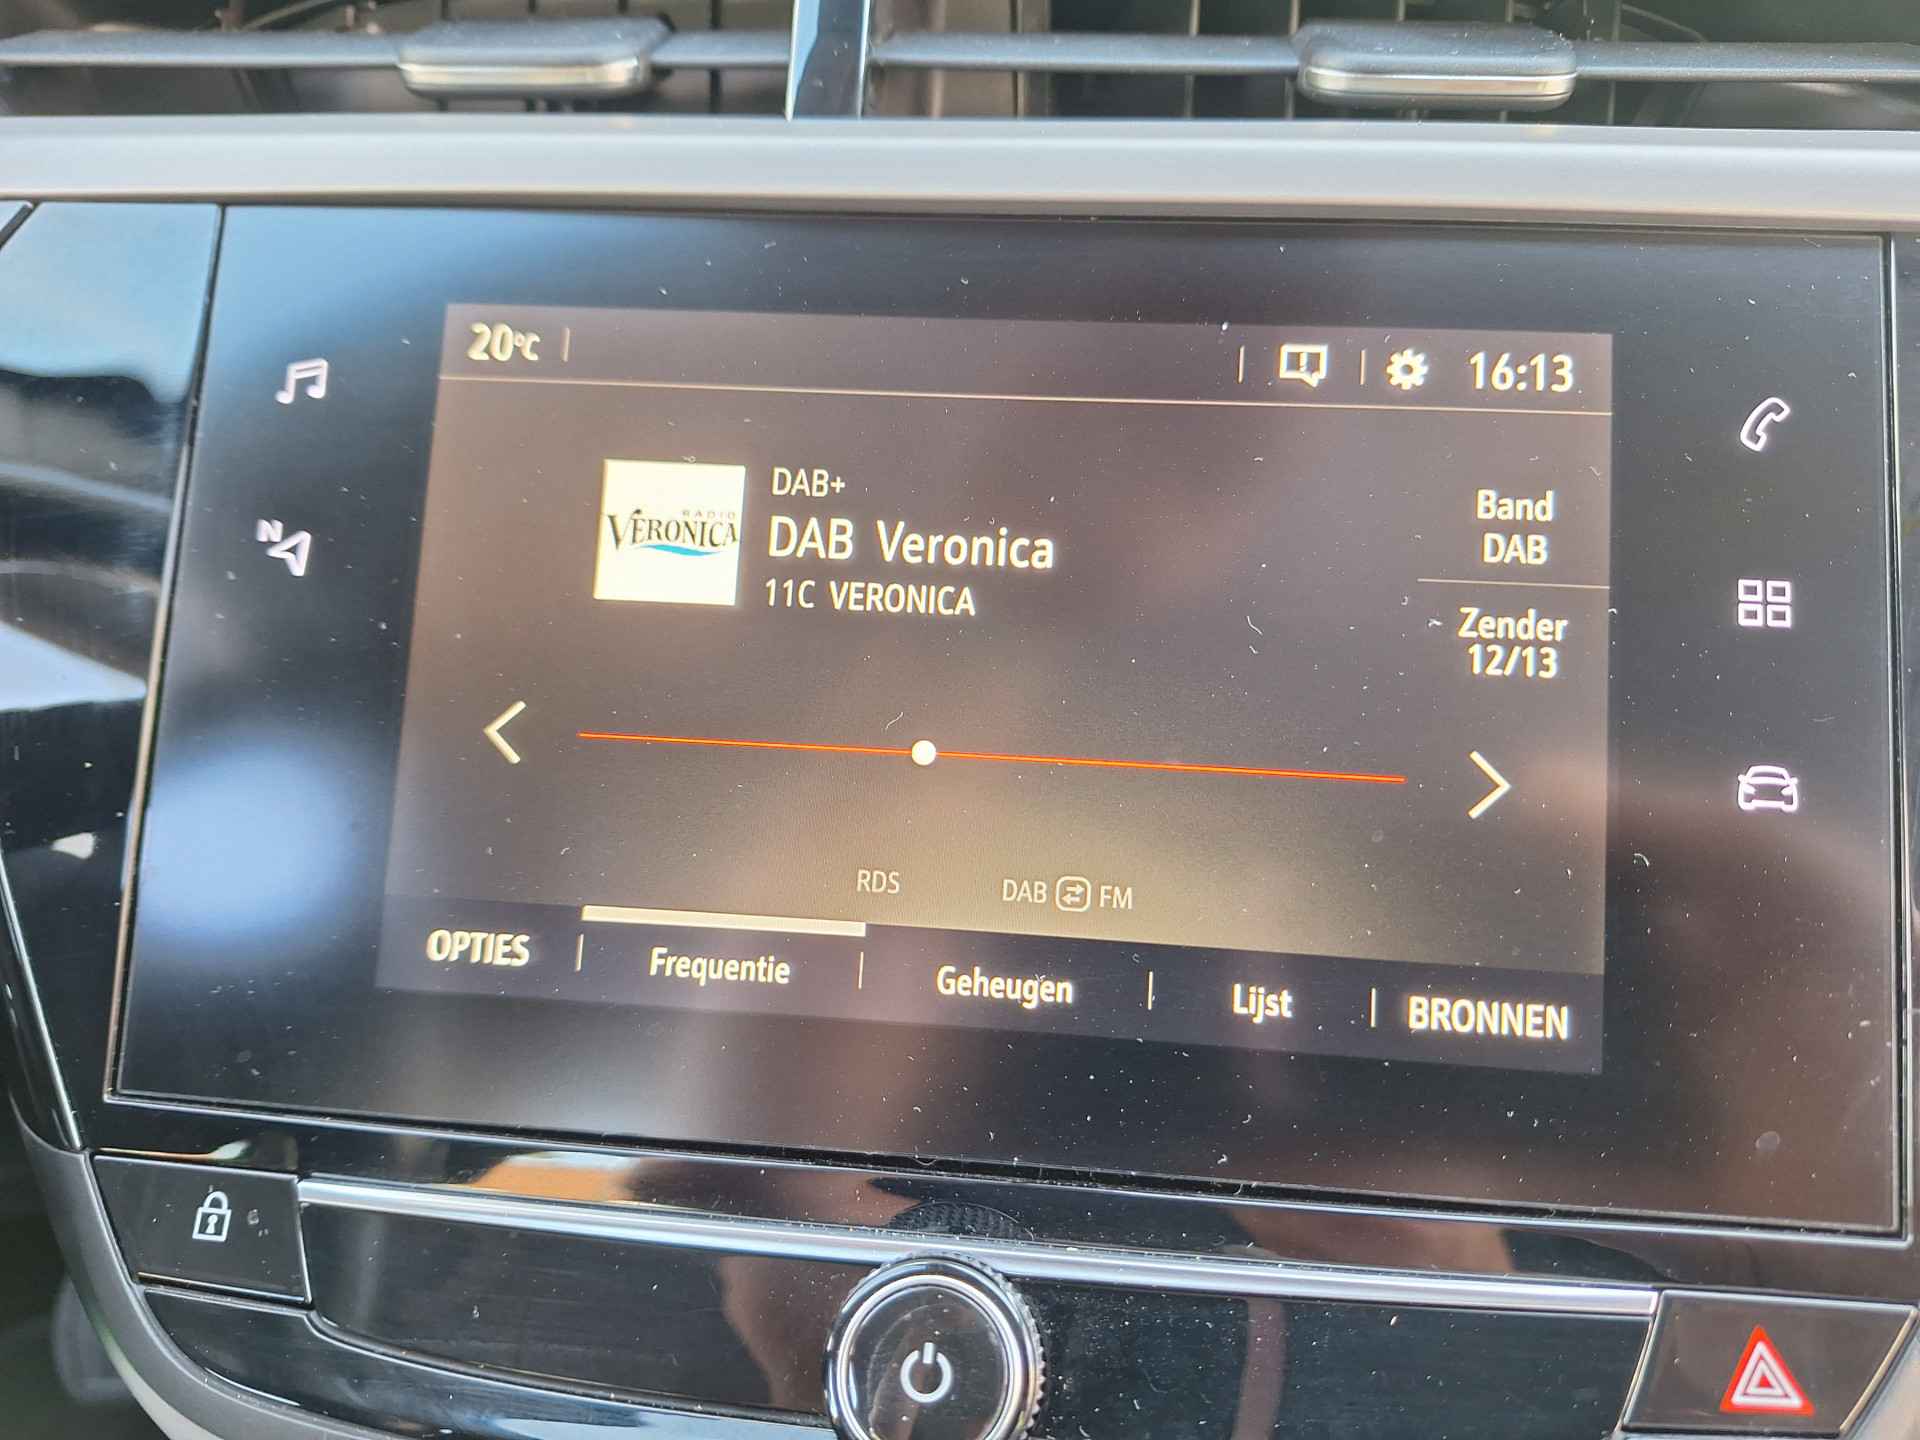 20°C
16:13
RADIO
VERONICA
DAB+
DAB Veronica
11C VERONICA
Band
DAB
Zender
12/13
N
RDS
DAB FM
OPTIES
Frequentie
Geheugen
Lijst
BRONNEN